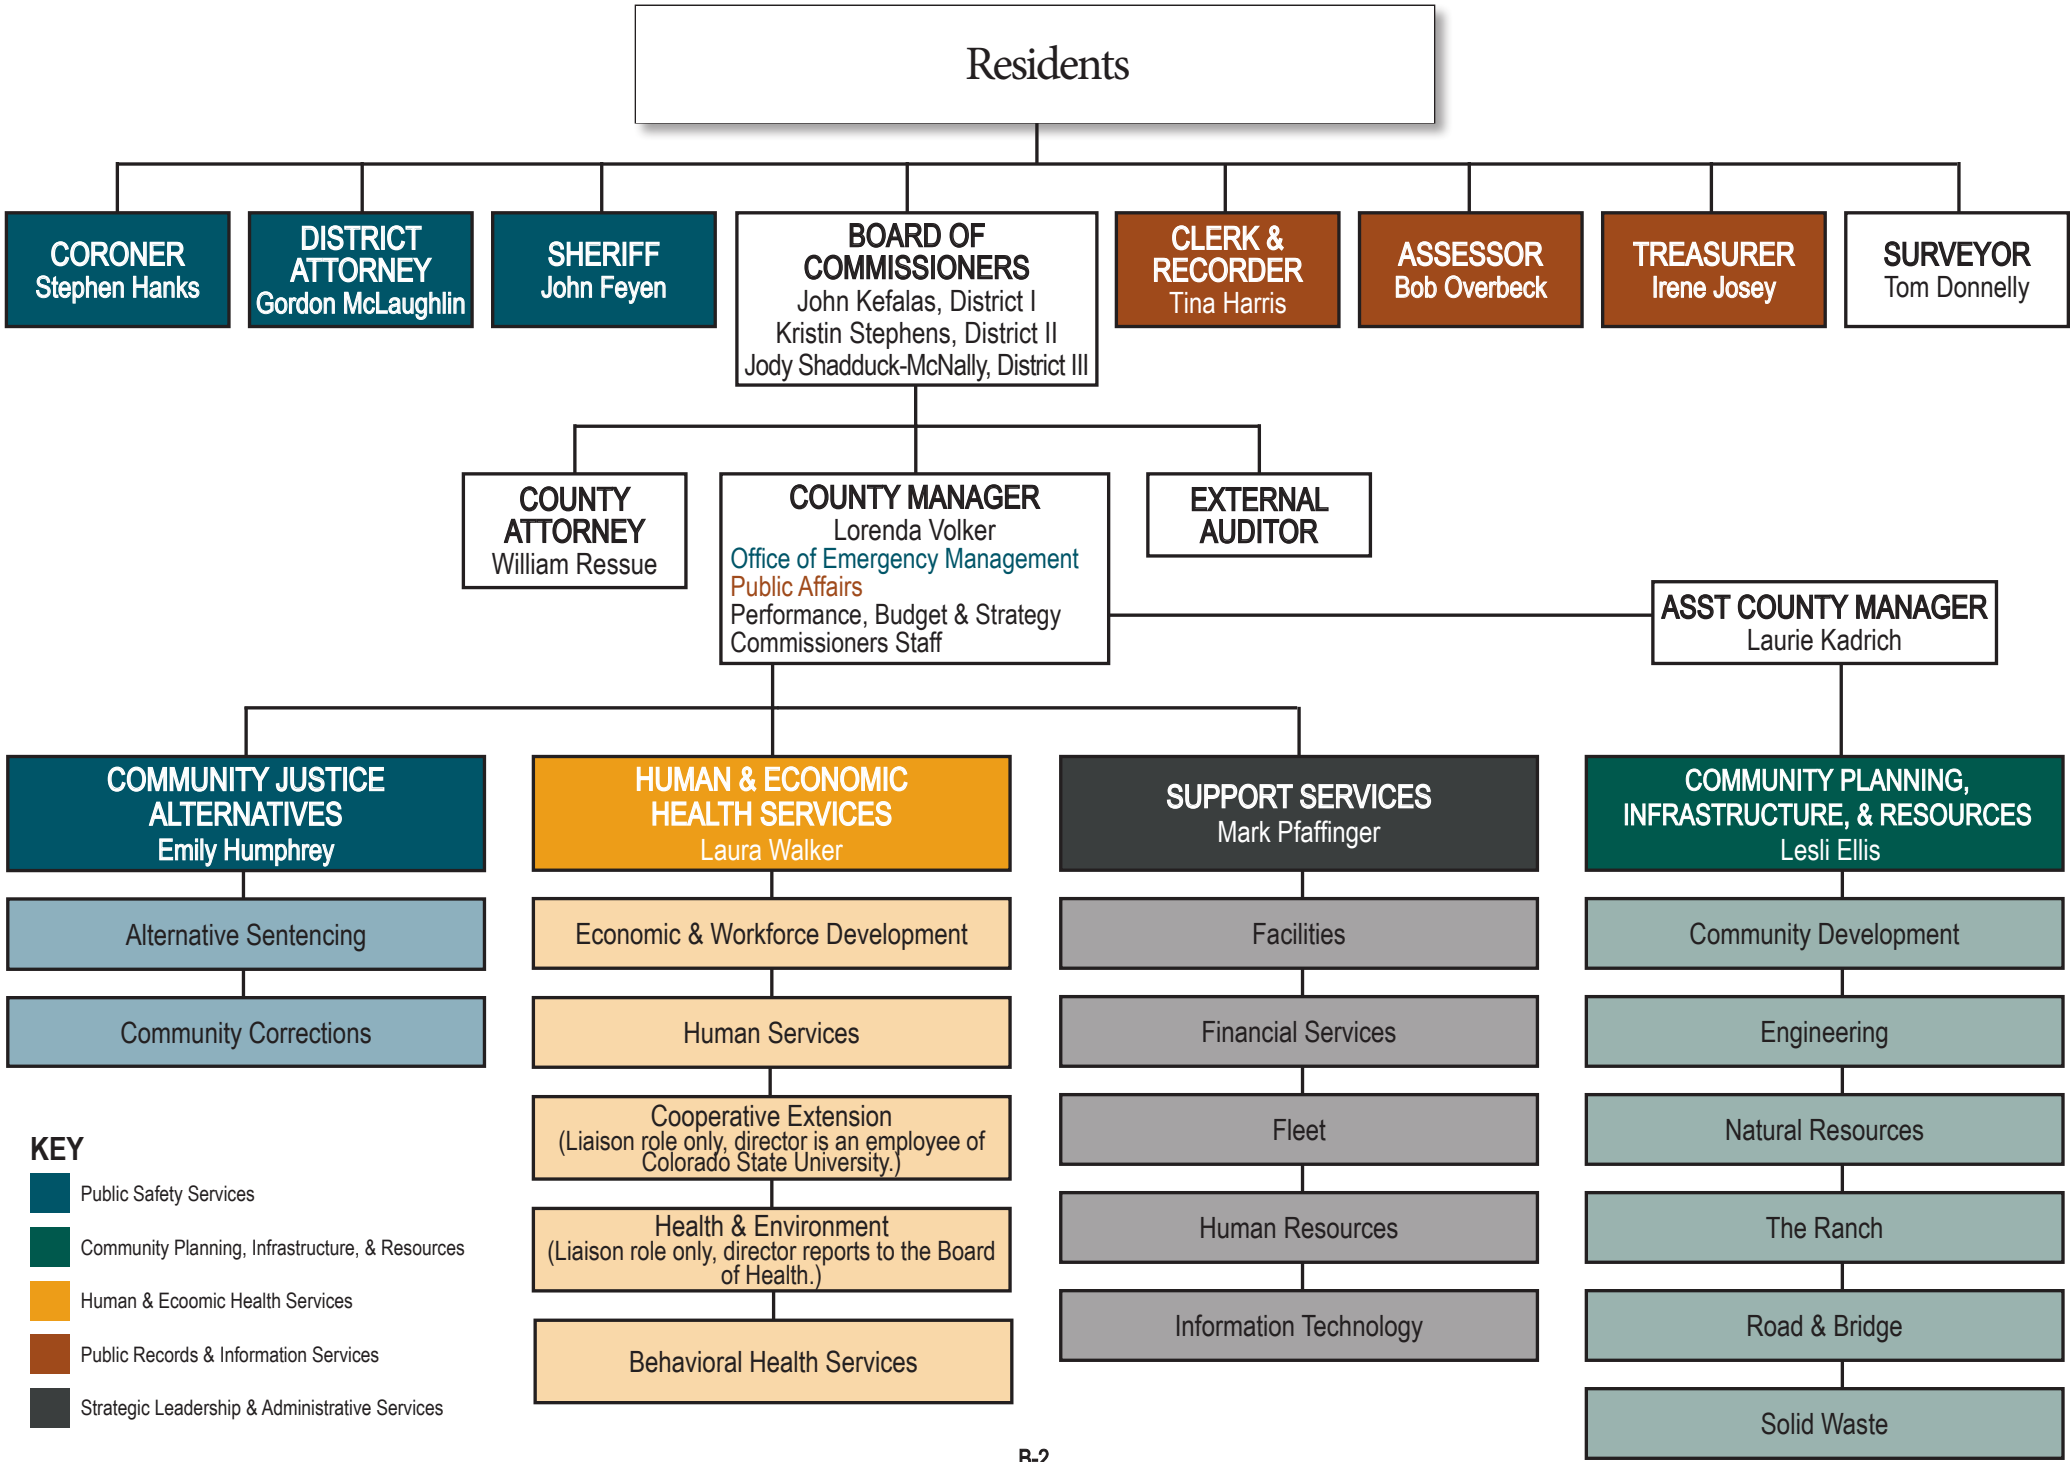 Residents
CORONER
Stephen Hanks
DISTRICT
ATTORNEY
Gordon McLaughlin
SHERIFF
John Feyen
BOARD OF
COMMISSIONERS
John Kefalas, District I
Kristin Stephens, District II
Jody Shadduck-McNally, District III
CLERK &
RECORDER
Tina Harris
ASSESSOR
Bob Overbeck
TREASURER
Irene Josey
SURVEYOR
Tom Donnelly
COUNTY
ATTORNEY
William Ressue
COUNTY MANAGER
Lorenda Volker
Office of Emergency Management
Public Affairs
Performance, Budget & Strategy
Commissioners Staff
EXTERNAL
AUDITOR
ASST COUNTY MANAGER
Laurie Kadrich
COMMUNITY JUSTICE
ALTERNATIVES
Emily Humphrey
Alternative Sentencing
Community Corrections
HUMAN & ECONOMIC
HEALTH SERVICES
Laura Walker
Economic & Workforce Development
Human Services
Cooperative Extension
(Liaison role only, director is an employee of
Colorado State University.)
Health & Environment
(Liaison role only, director reports to the Board
of Health.)
Behavioral Health Services
SUPPORT SERVICES
Mark Pfaffinger
Facilities
Financial Services
Fleet
Human Resources
Information Technology
COMMUNITY PLANNING,
INFRASTRUCTURE, & RESOURCES
Lesli Ellis
Community Development
Engineering
Natural Resources
The Ranch
Road & Bridge
Solid Waste
KEY
Public Safety Services
Community Planning, Infrastructure, & Resources
Human & Ecoomic Health Services
Public Records & Information Services
Strategic Leadership & Administrative Services
B-2